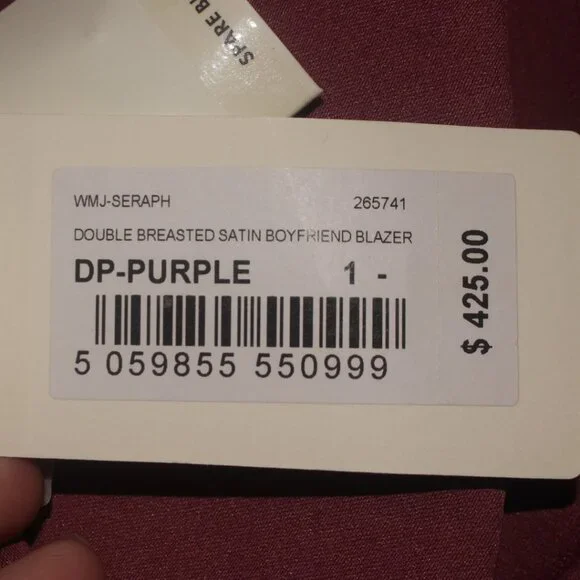 SPARE
WMJ-SERAPH 265741
DOUBLE BREASTED SATIN BOYFRIEND BLAZER
DP-PURPLE 1 -
5 059855 550999
$ 425.00